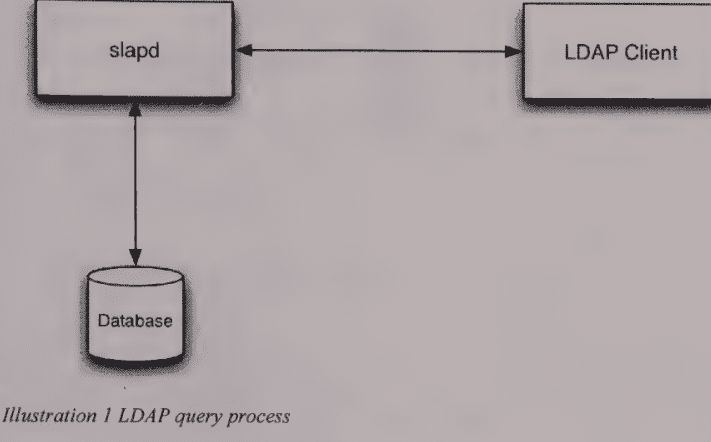 slapd
LDAP Client
Database
Illustration 1 LDAP query process